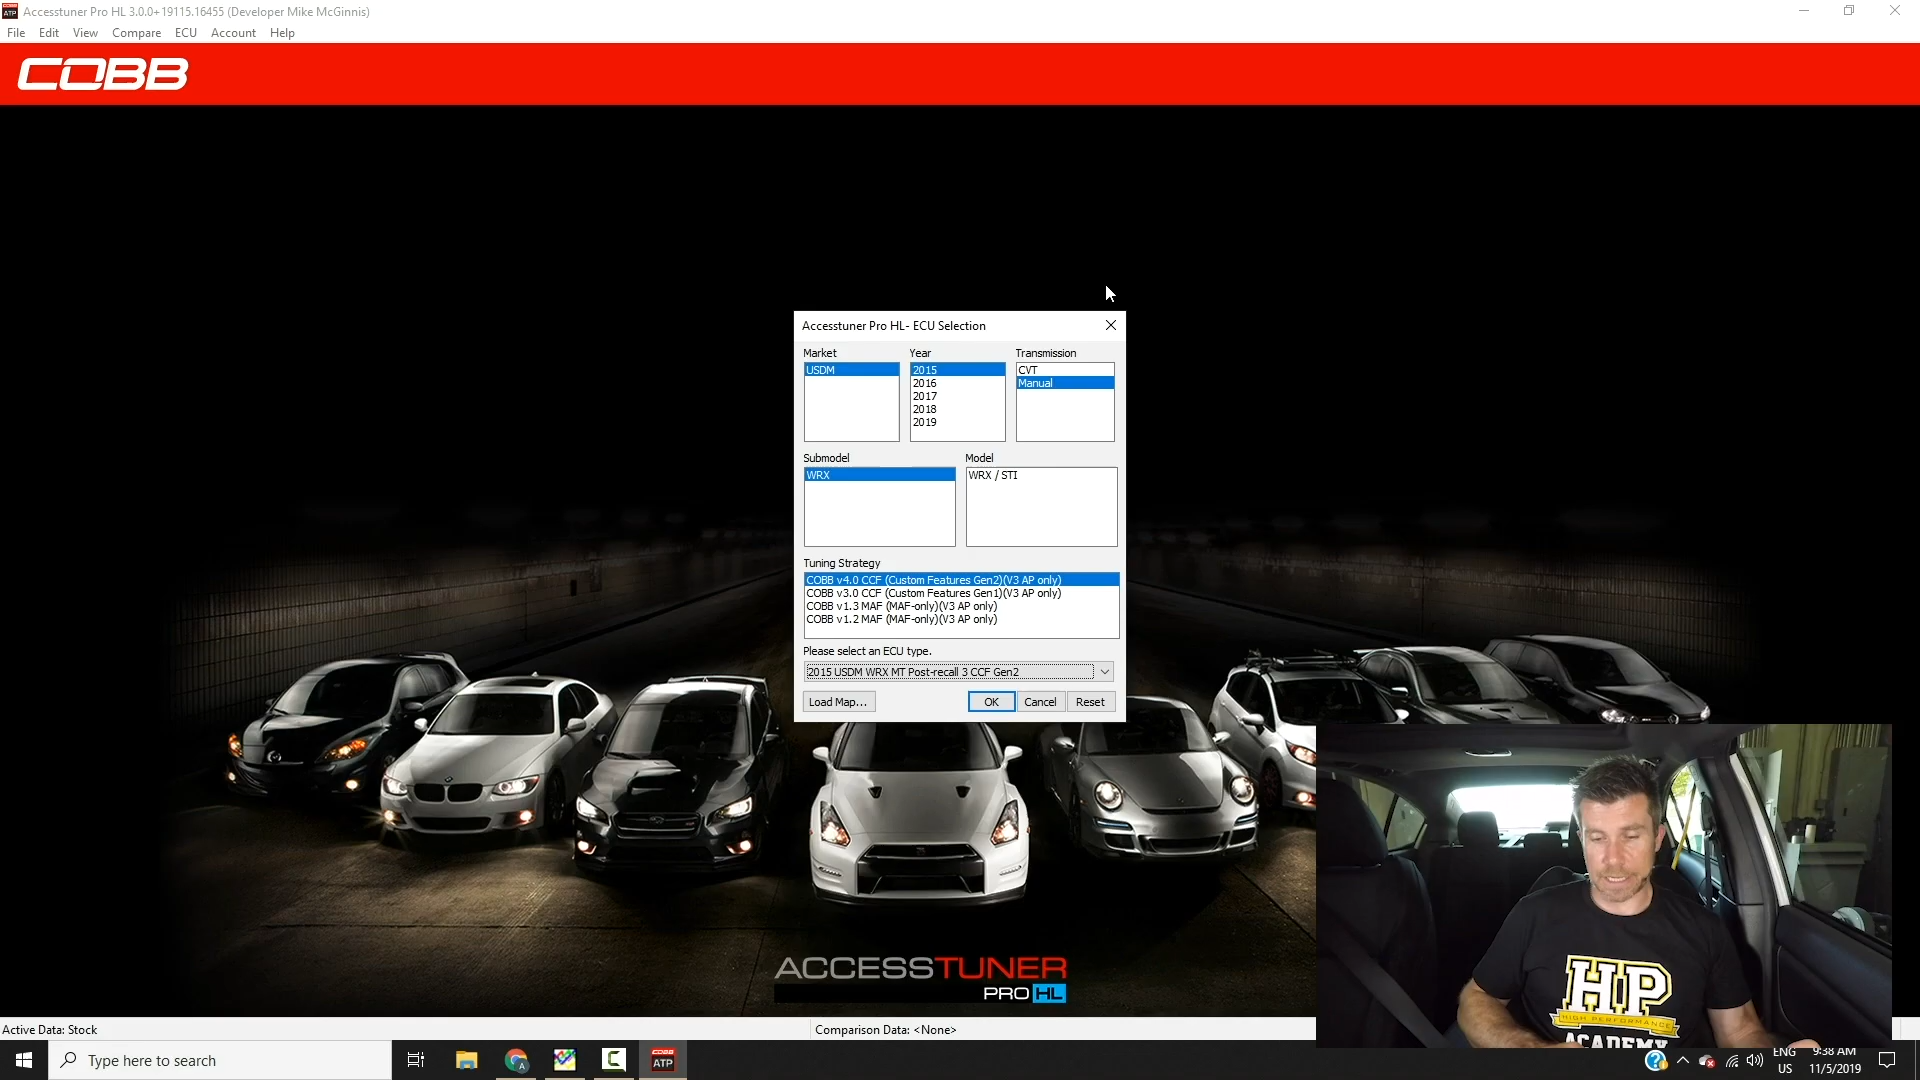 Accesstuner Pro HL 3.0.0+19115.16455 (Developer Mike McGinnis)
File Edit View Compare ECU Account Help
COBB
Accesstuner Pro HL- ECU Selection
Market Year Transmission
USDM 2015 CVT
2016 Manual
2017
2018
2019
Submodel Model
WRX WRX / STI
Tuning Strategy
COBB v4.0 CCF (Custom Features Gen2)(V3 AP only)
COBB v3.0 CCF (Custom Features Gen1)(V3 AP only)
COBB v1.3 MAF (MAF-only)(V3 AP only)
COBB v1.2 MAF (MAF-only)(V3 AP only)
Please select an ECU type.
2015 USDM WRX MT Post-recall 3 CCF Gen2
Load Map... OK Cancel Reset
ACCESSTUNER
PRO HL
HP
HIGH PERFORMANCE
ACADEMY
Active Data: Stock Comparison Data: <None>
Type here to search
COBB
ATP
ENG
US
9:38 AM
11/5/2019